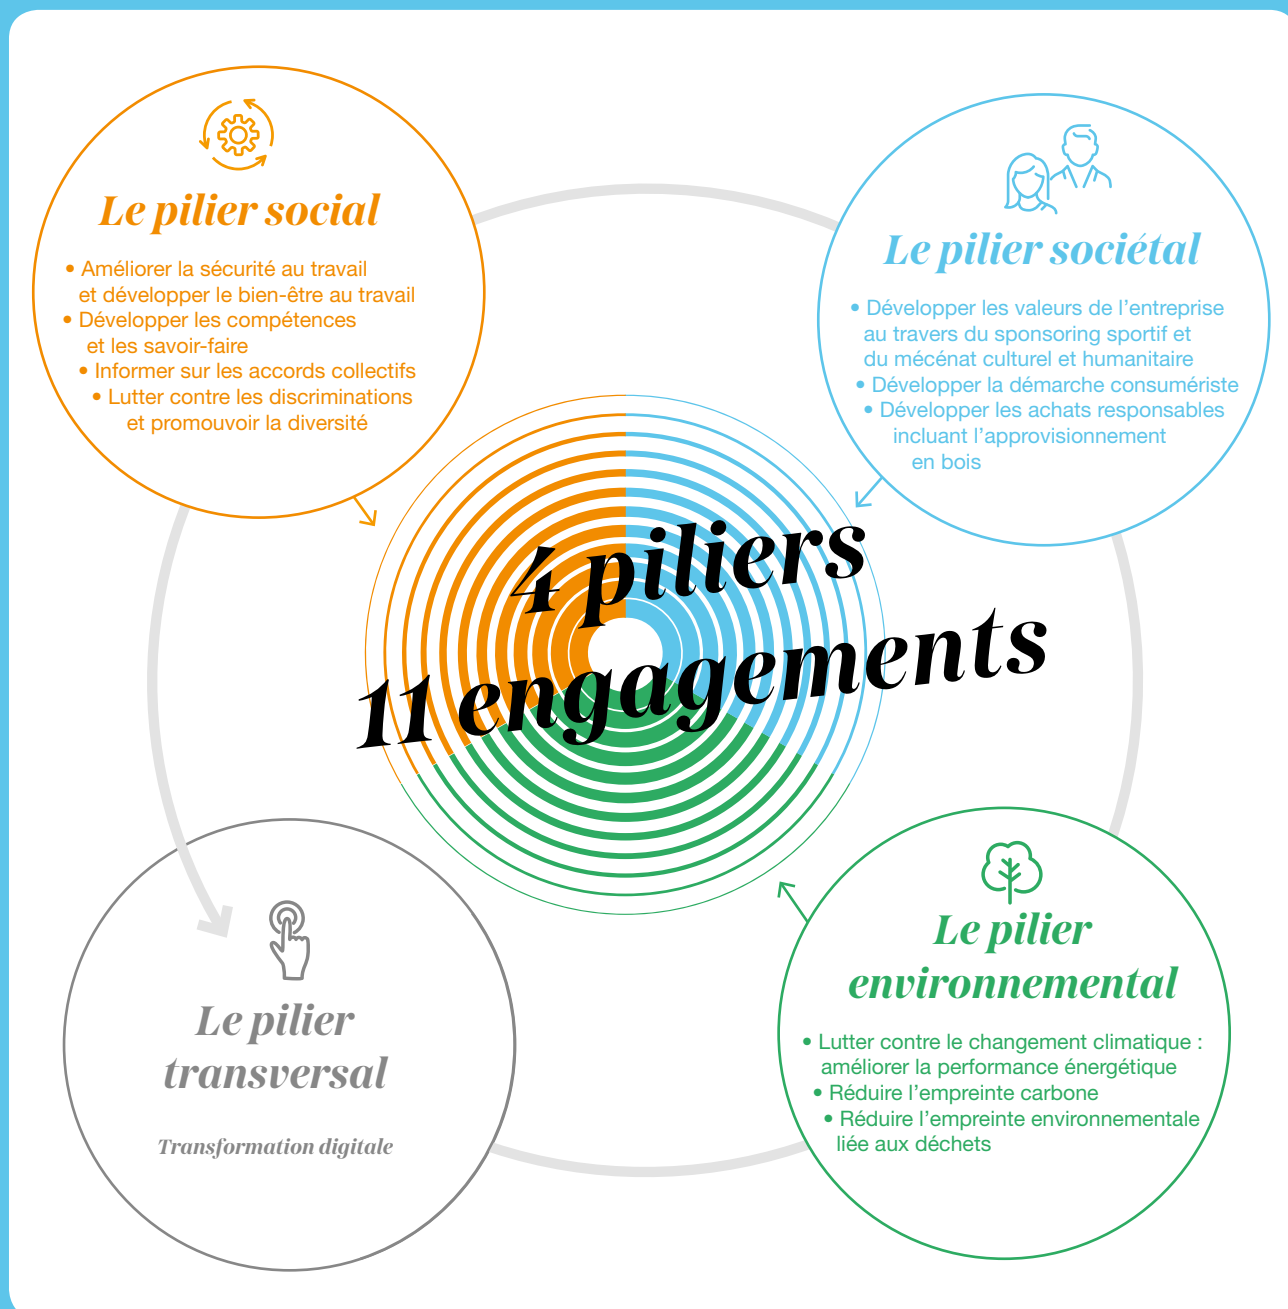 Le pilier social
• Améliorer la sécurité au travail
et développer le bien-être au travail
• Développer les compétences
et les savoir-faire
• Informer sur les accords collectifs
• Lutter contre les discriminations
et promouvoir la diversité
Le pilier sociétal
• Développer les valeurs de l’entreprise
au travers du sponsoring sportif et
du mécénat culturel et humanitaire
• Développer la démarche consumériste
• Développer les achats responsables
incluant l’approvisionnement
en bois
4 piliers
11 engagements
Le pilier
transversal
Transformation digitale
Le pilier
environnemental
• Lutter contre le changement climatique :
améliorer la performance énergétique
• Réduire l’empreinte carbone
• Réduire l’empreinte environnementale
liée aux déchets